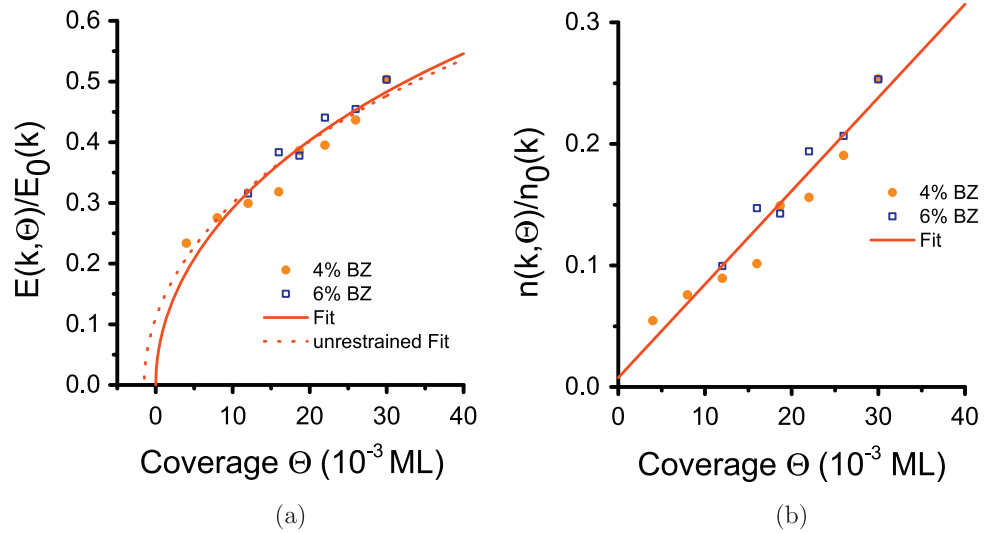 E(k,Θ)/E₀(k)
0.6
0.5
0.4
0.3
0.2
0.1
0.0
4% BZ
6% BZ
Fit
unrestrained Fit
0 10 20 30 40
Coverage Θ (10⁻³ ML)
(a)
n(k,Θ)/n₀(k)
0.3
0.2
0.1
0.0
4% BZ
6% BZ
Fit
0 10 20 30 40
Coverage Θ (10⁻³ ML)
(b)